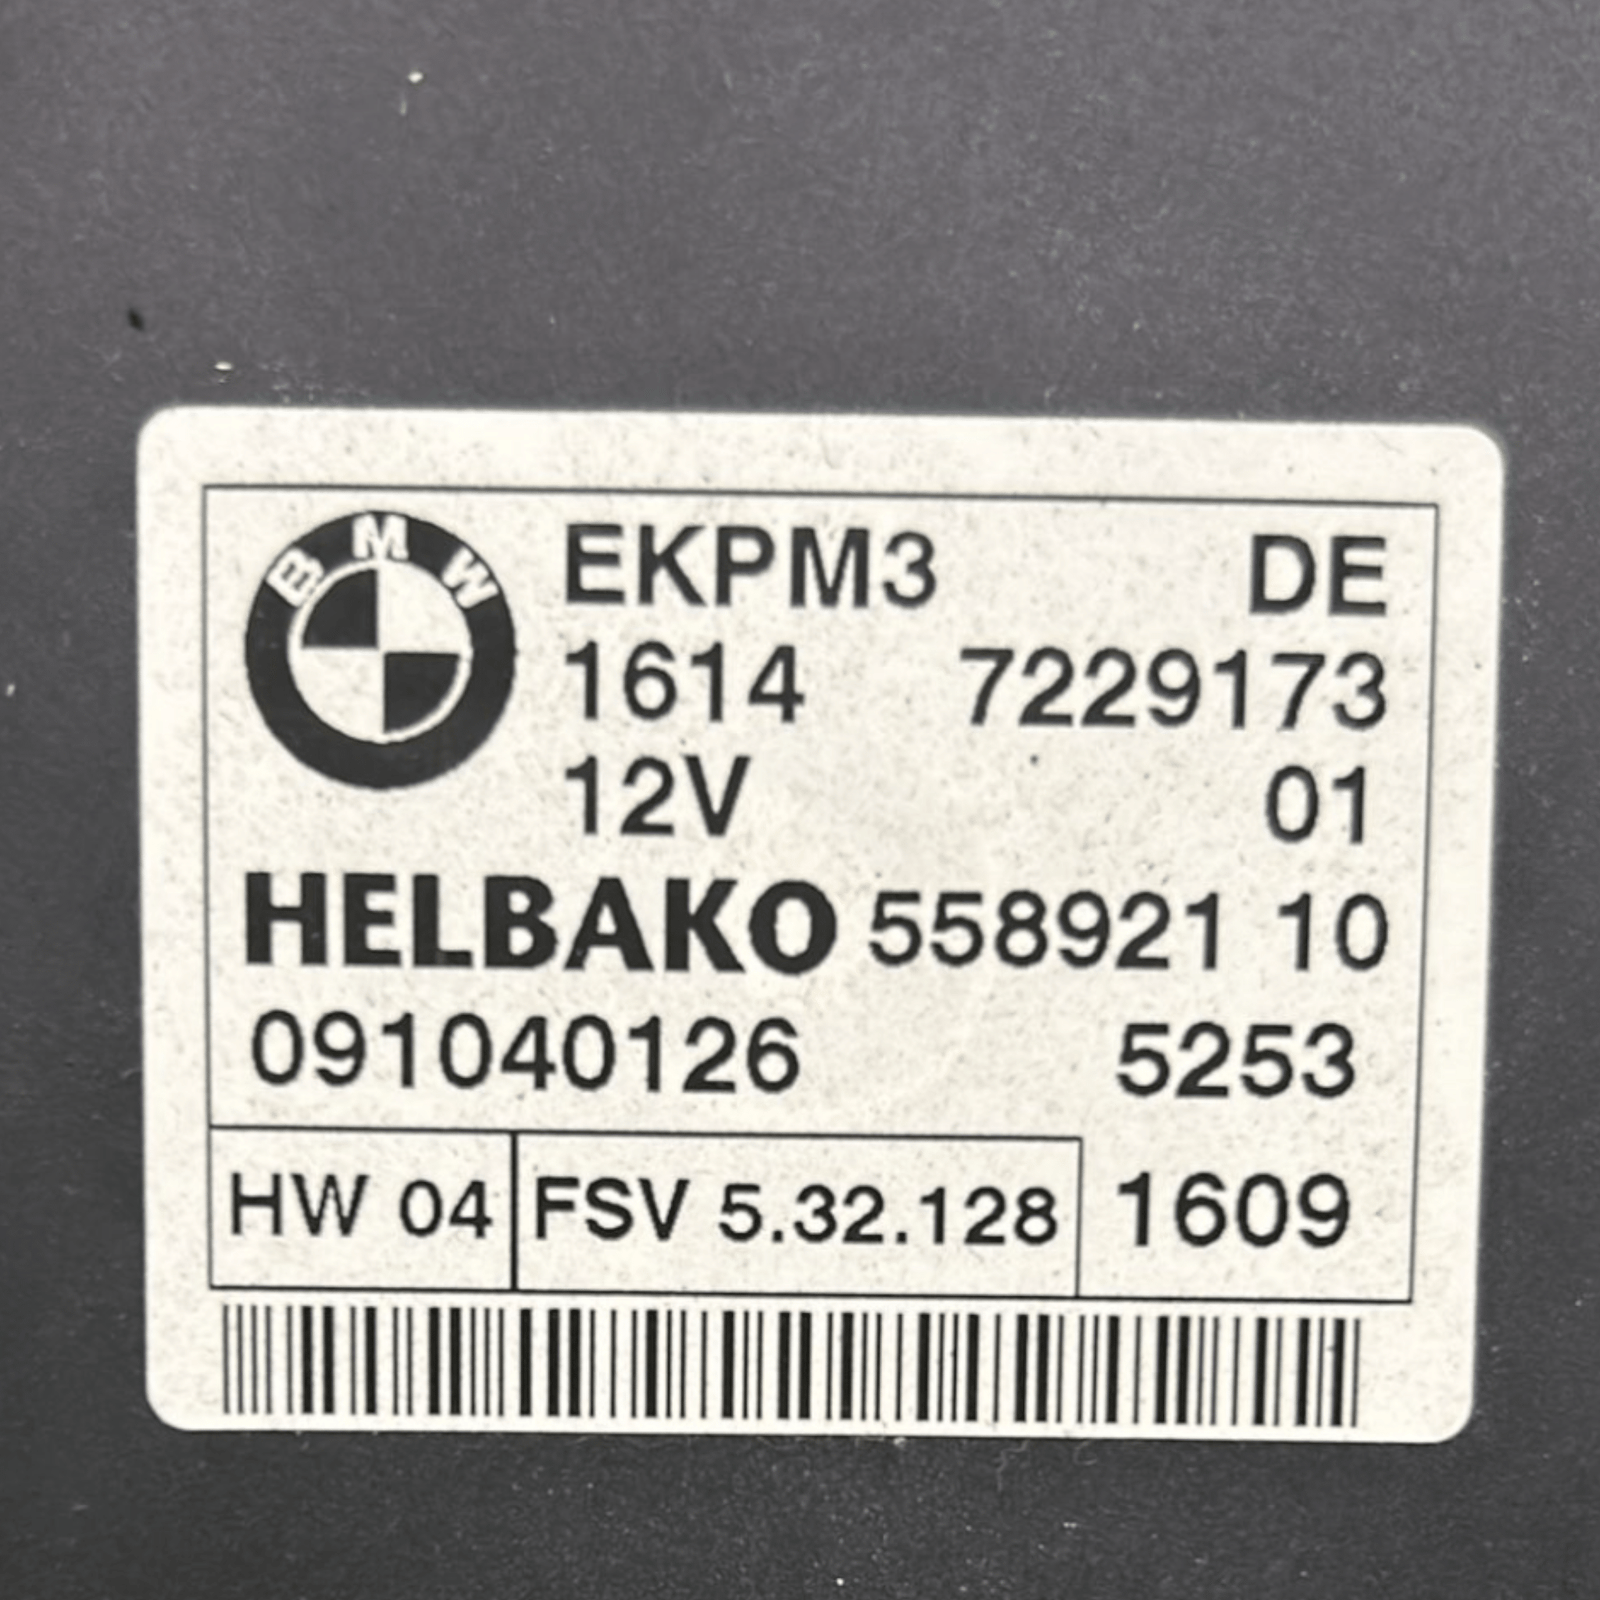 BMW
EKPM3 DE
1614 7229173
12V 01
HELBAKO 558921 10
091040126 5253
HW 04 FSV 5.32.128 1609